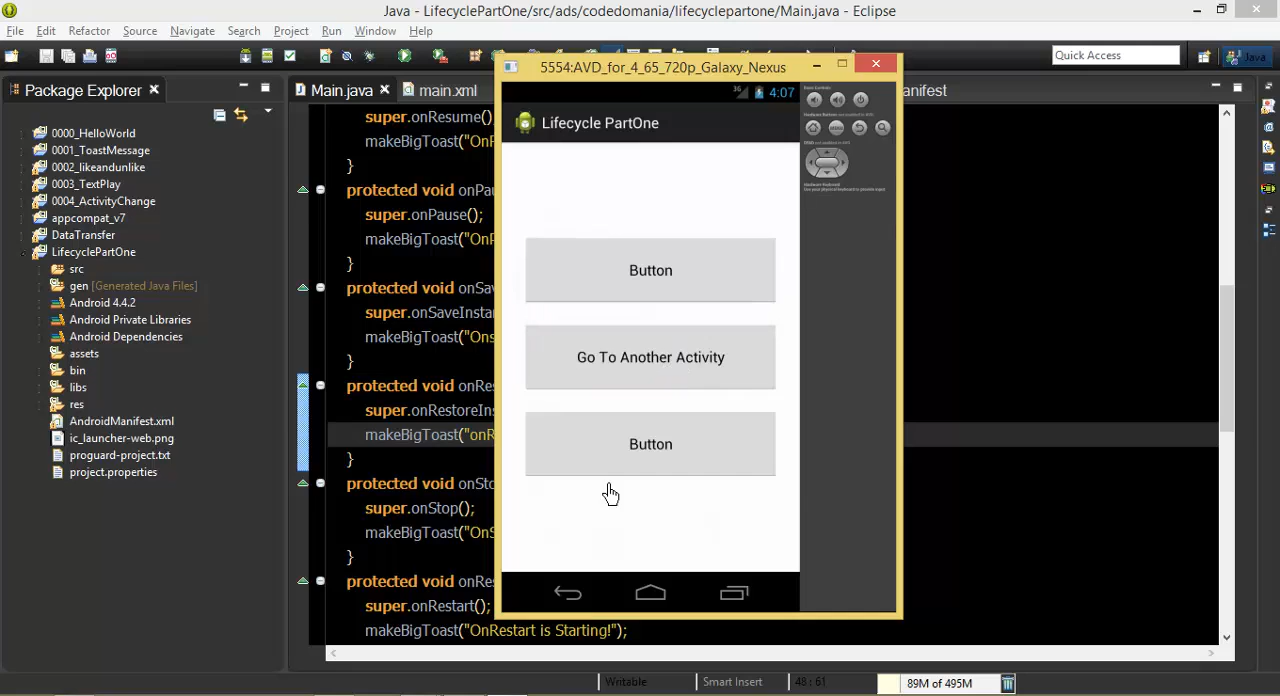 Java - LifecyclePartOne/src/ads/codedomania/lifecyclepartone/Main.java - Eclipse
File Edit Refactor Source Navigate Search Project Run Window Help
Quick Access
Java
Package Explorer
Main.java
main.xml
anifest
5554:AVD_for_4_65_720p_Galaxy_Nexus
3G
4:07
Lifecycle PartOne
Button
Go To Another Activity
Button
0000_HelloWorld
0001_ToastMessage
0002_likeandunlike
0003_TextPlay
0004_ActivityChange
appcompat_v7
DataTransfer
LifecyclePartOne
src
gen [Generated Java Files]
Android 4.4.2
Android Private Libraries
Android Dependencies
assets
bin
libs
res
AndroidManifest.xml
ic_launcher-web.png
proguard-project.txt
project.properties
super.onResume();
makeBigToast("OnR
}
protected void onPau
super.onPause();
makeBigToast("OnP
}
protected void onSav
super.onSaveInstan
makeBigToast("Ons
}
protected void onRes
super.onRestoreIns
makeBigToast("onR
}
protected void onSto
super.onStop();
makeBigToast("OnS
}
protected void onRes
super.onRestart();
makeBigToast("OnRestart is Starting!");
Writable
Smart Insert
48 : 61
89M of 495M